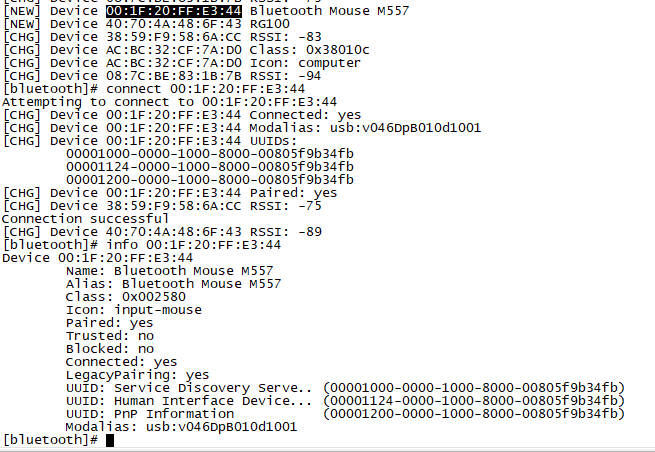 [NEW] Device 00:1F:20:FF:E3:44 Bluetooth Mouse M557
[NEW] Device 40:70:4A:48:6F:43 RG100
[CHG] Device 38:59:F9:58:6A:CC RSSI: -83
[CHG] Device AC:BC:32:CF:7A:D0 Class: 0x38010c
[CHG] Device AC:BC:32:CF:7A:D0 Icon: computer
[CHG] Device 08:7C:BE:83:1B:7B RSSI: -94
[bluetooth]# connect 00:1F:20:FF:E3:44
Attempting to connect to 00:1F:20:FF:E3:44
[CHG] Device 00:1F:20:FF:E3:44 Connected: yes
[CHG] Device 00:1F:20:FF:E3:44 Modalias: usb:v046DpB010d1001
[CHG] Device 00:1F:20:FF:E3:44 UUIDs:
00001000-0000-1000-8000-00805f9b34fb
00001124-0000-1000-8000-00805f9b34fb
00001200-0000-1000-8000-00805f9b34fb
[CHG] Device 00:1F:20:FF:E3:44 Paired: yes
[CHG] Device 38:59:F9:58:6A:CC RSSI: -75
Connection successful
[CHG] Device 40:70:4A:48:6F:43 RSSI: -89
[bluetooth]# info 00:1F:20:FF:E3:44
Device 00:1F:20:FF:E3:44
Name: Bluetooth Mouse M557
Alias: Bluetooth Mouse M557
Class: 0x002580
Icon: input-mouse
Paired: yes
Trusted: no
Blocked: no
Connected: yes
LegacyPairing: yes
UUID: Service Discovery Serve.. (00001000-0000-1000-8000-00805f9b34fb)
UUID: Human Interface Device... (00001124-0000-1000-8000-00805f9b34fb)
UUID: PnP Information (00001200-0000-1000-8000-00805f9b34fb)
Modalias: usb:v046DpB010d1001
[bluetooth]#